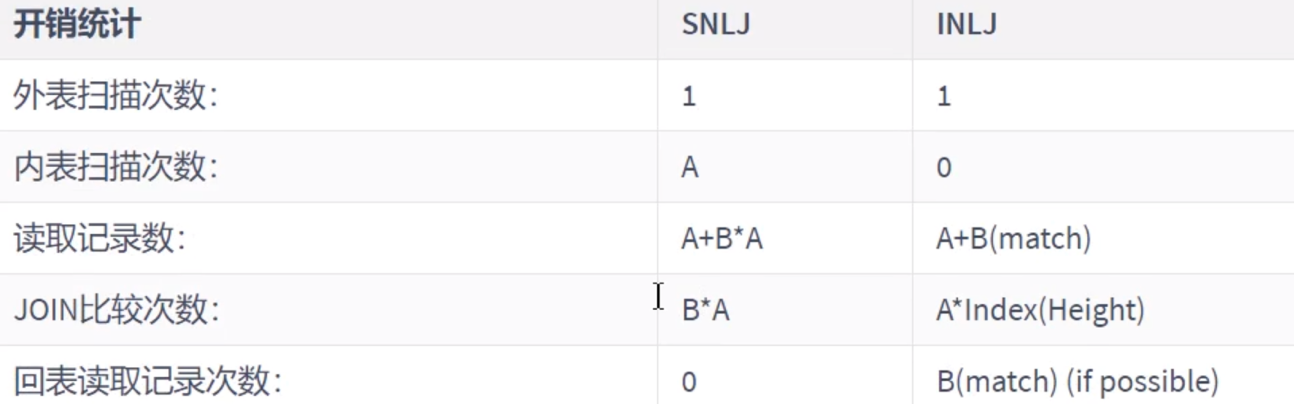 开销统计 SNLJ INLJ
外表扫描次数： 1 1
内表扫描次数： A 0
读取记录数： A+B*A A+B(match)
JOIN比较次数： B*A A*Index(Height)
回表读取记录次数： 0 B(match) (if possible)